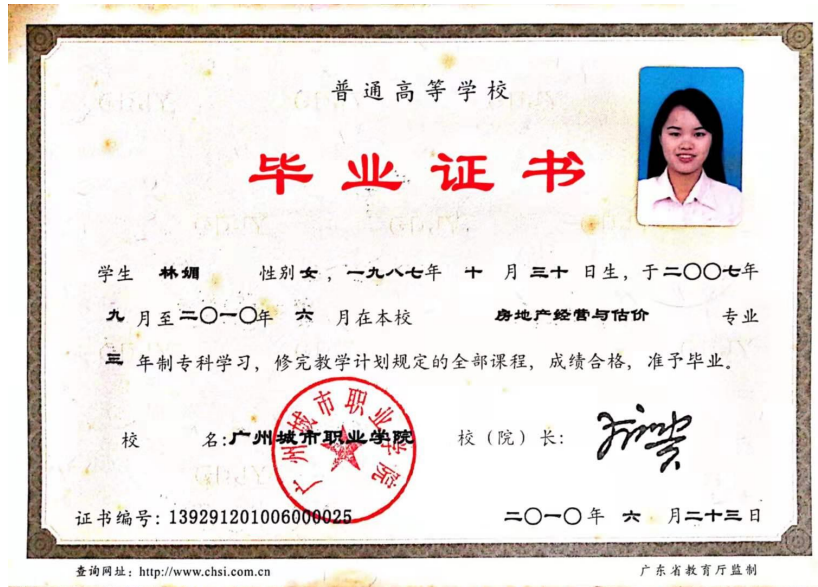 普通高等学校
毕业证书
学生 林媚 性别女，一九八七年 十 月 三十 日生，于二〇〇七年
九 月至二〇一〇年 六 月在本校 房地产经营与估价 专业
三 年制专科学习，修完教学计划规定的全部课程，成绩合格，准予毕业。
校 名：广州城市职业学院 校（院）长：
广州城市职业学院
证书编号：139291201006000025 二〇一〇年 六 月二十三日
查询网址：http://www.chsi.com.cn 广东省教育厅监制